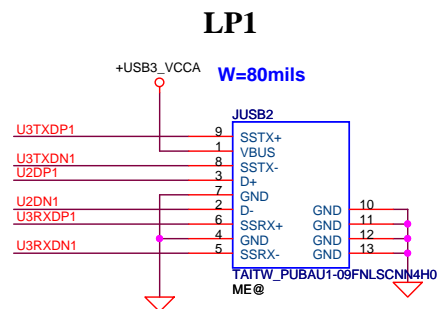 LP1
+USB3_VCCA
W=80mils
JUSB2
U3TXDP1 9 SSTX+
1 VBUS
U3TXDN1 8 SSTX-
U2DP1 3 D+
7 GND
U2DN1 2 D- GND 10
U3RXDP1 6 SSRX+ GND 11
4 GND GND 12
U3RXDN1 5 SSRX- GND 13
TAITW_PUBAU1-09FNLSCNN4H0
ME@